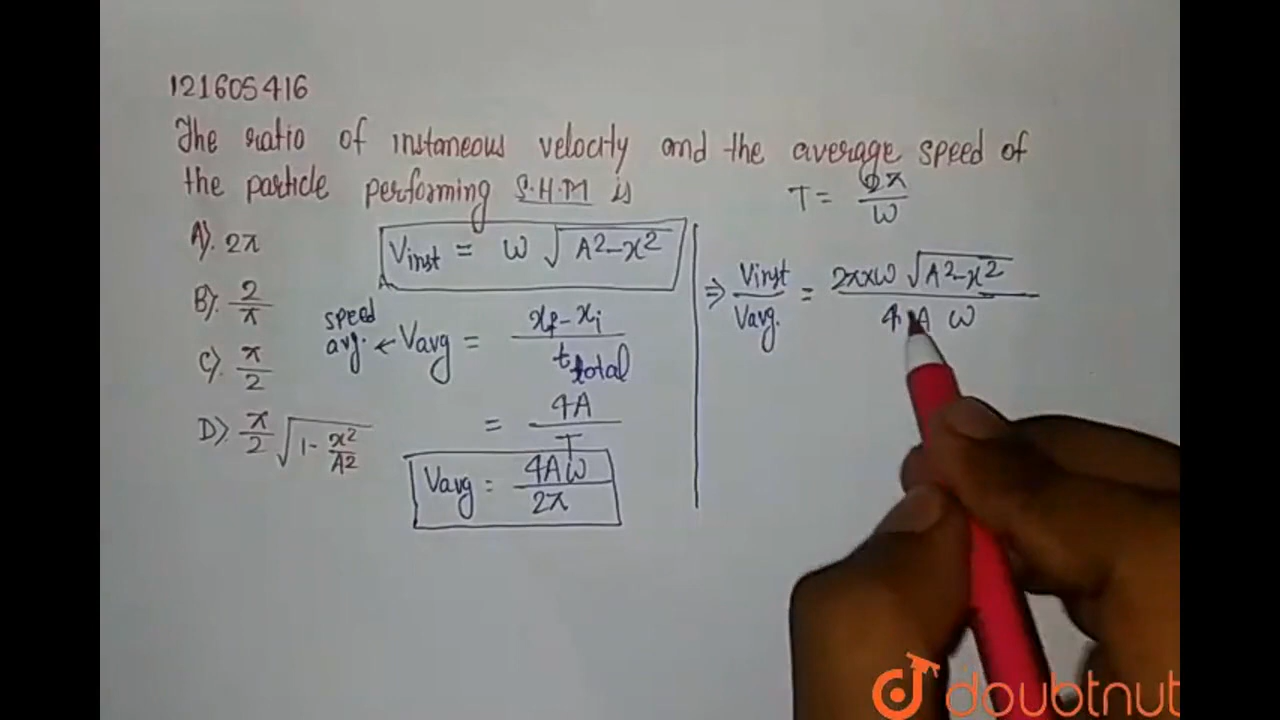 121605416
The ratio of instaneous velocity and the average speed of
the particle performing S.H.M is
T = 2π/ω
A). 2π
B). 2/π
C). π/2
D). π/2 √1-x²/A²
Vinst = ω √A²-x²
speed avg. ← Vavg = xf-xi / t total
= 4A/T
Vavg = 4Aω/2π
⇒ Vinst/Vavg. = 2π×ω √A²-x² / 4 A ω
doubtnut